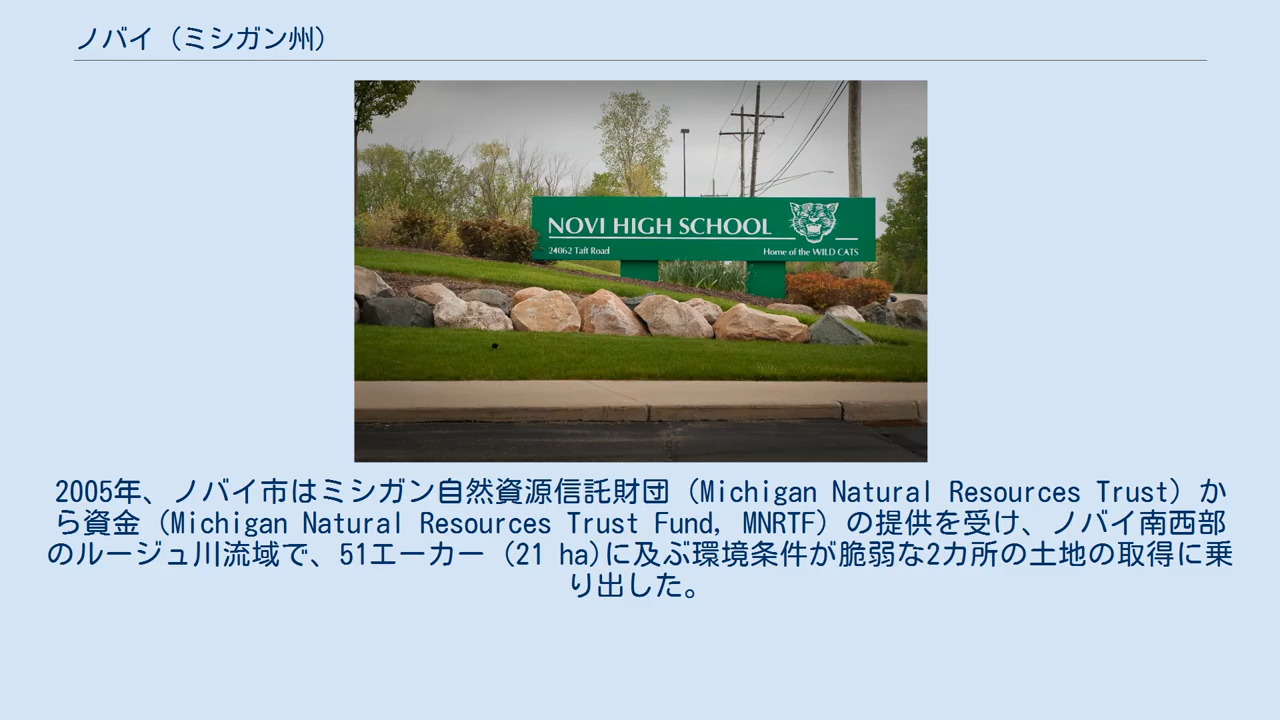 ノバイ（ミシガン州）
NOVI HIGH SCHOOL
24062 Taft Road
Home of the WILD CATS
2005年、ノバイ市はミシガン自然資源信託財団（Michigan Natural Resources Trust）か
ら資金（Michigan Natural Resources Trust Fund, MNRTF）の提供を受け、ノバイ南西部
のルージュ川流域で、51エーカー (21 ha)に及ぶ環境条件が脆弱な2カ所の土地の取得に乗
り出した。